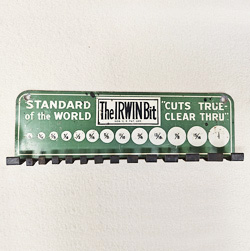 STANDARD
of the WORLD
The IRWIN Bit
"CUTS TRUE-
CLEAR THRU"